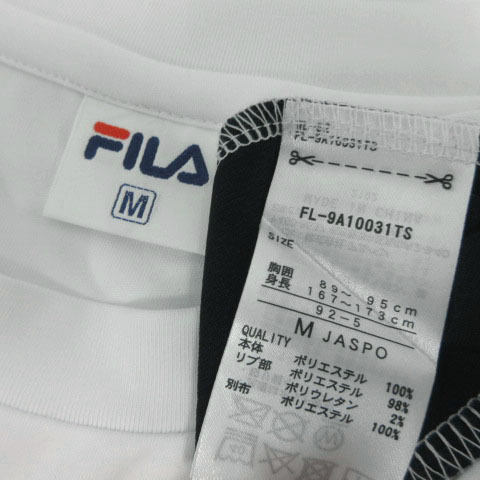 FILA
M
FL-9A10031TS
FL-9A10031TS
SIZE
胸囲 89～ 95cm
身長 167～173cm
92-5
M JASPO
QUALITY
本体 ポリエステル 100%
リブ部 ポリエステル 98%
ポリウレタン 2%
別布 ポリエステル 100%